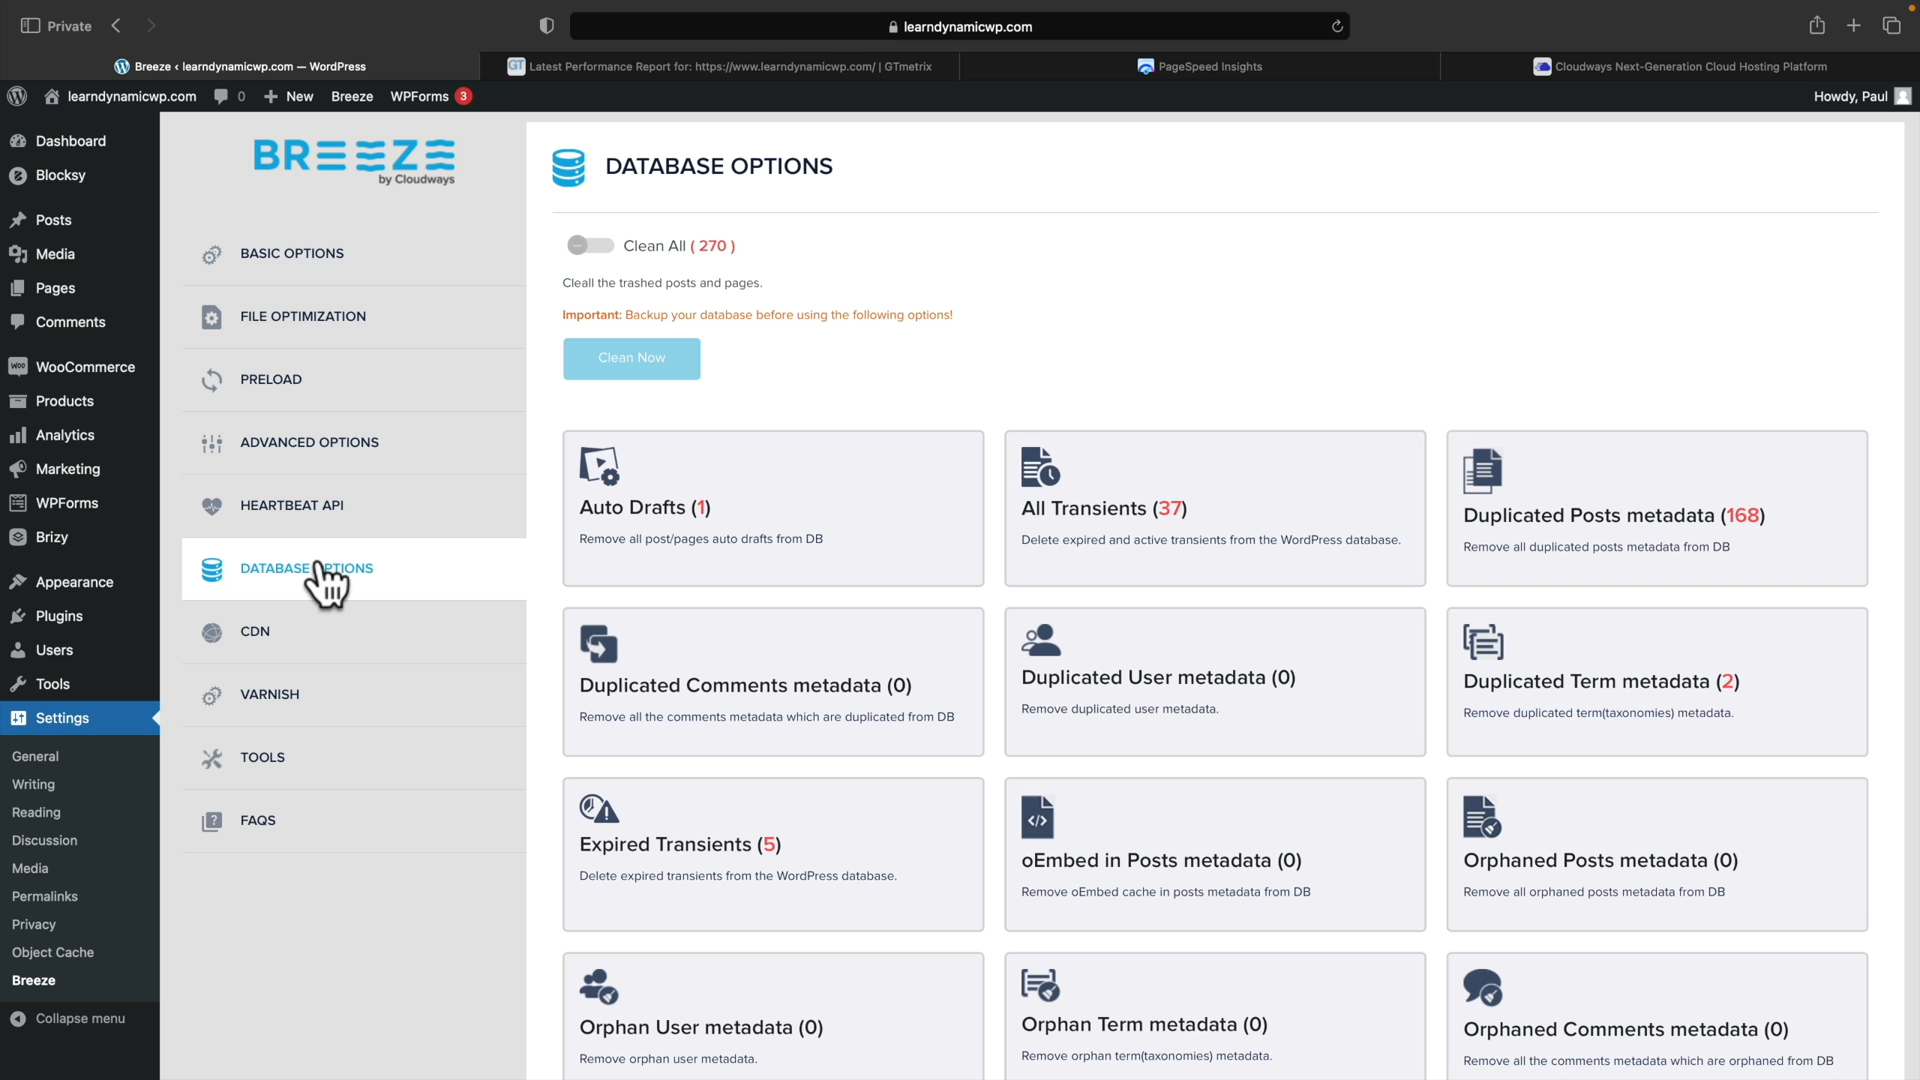 Private
learndynamicwp.com
Breeze ‹ learndynamicwp.com — WordPress
GT Latest Performance Report for: https://www.learndynamicwp.com/ | GTmetrix
PageSpeed Insights
Cloudways Next-Generation Cloud Hosting Platform
learndynamicwp.com
0
New
Breeze
WPForms 3
Howdy, Paul
Dashboard
Blocksy
Posts
Media
Pages
Comments
WooCommerce
Products
Analytics
Marketing
WPForms
Brizy
Appearance
Plugins
Users
Tools
Settings
General
Writing
Reading
Discussion
Media
Permalinks
Privacy
Object Cache
Breeze
Collapse menu
BREEZE
by Cloudways
BASIC OPTIONS
FILE OPTIMIZATION
PRELOAD
ADVANCED OPTIONS
HEARTBEAT API
DATABASE
CDN
VARNISH
TOOLS
FAQS
DATABASE OPTIONS
Clean All ( 270 )
Cleall the trashed posts and pages.
Important: Backup your database before using the following options!
Clean Now
Auto Drafts (1)
Remove all post/pages auto drafts from DB
All Transients (37)
Delete expired and active transients from the WordPress database.
Duplicated Posts metadata (168)
Remove all duplicated posts metadata from DB
Duplicated Comments metadata (0)
Remove all the comments metadata which are duplicated from DB
Duplicated User metadata (0)
Remove duplicated user metadata.
Duplicated Term metadata (2)
Remove duplicated term(taxonomies) metadata.
Expired Transients (5)
Delete expired transients from the WordPress database.
oEmbed in Posts metadata (0)
Remove oEmbed cache in posts metadata from DB
Orphaned Posts metadata (0)
Remove all orphaned posts metadata from DB
Orphan User metadata (0)
Remove orphan user metadata.
Orphan Term metadata (0)
Remove orphan term(taxonomies) metadata.
Orphaned Comments metadata (0)
Remove all the comments metadata which are orphaned from DB